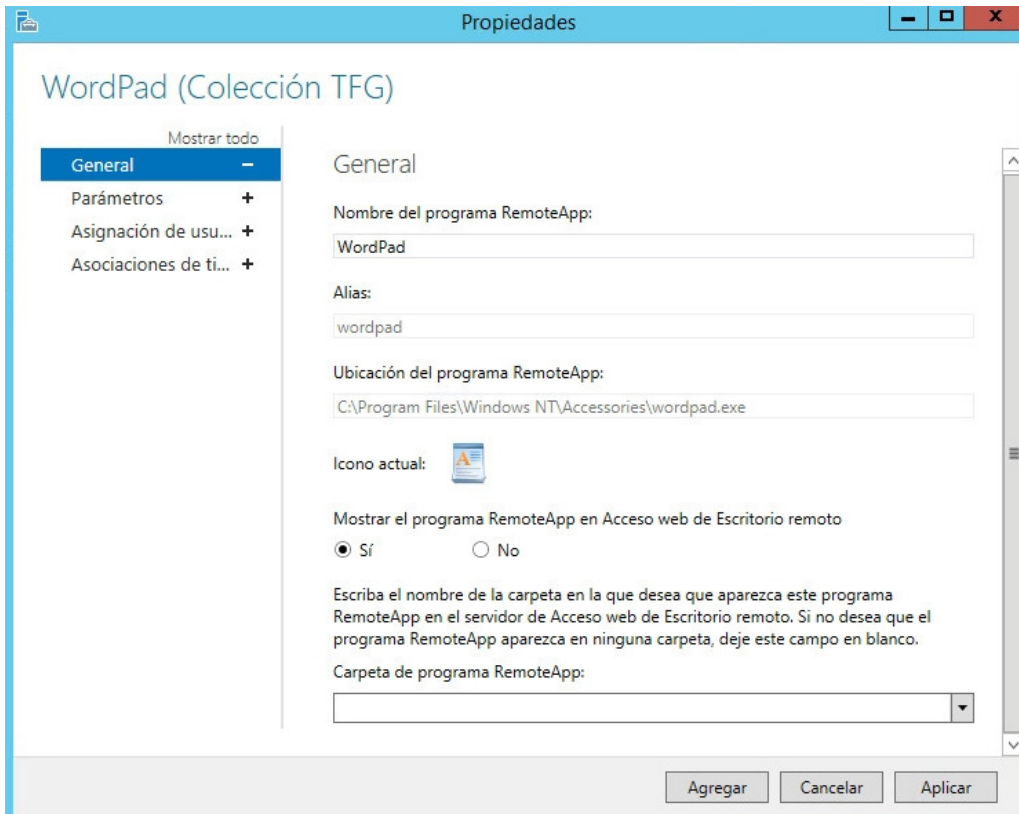 Propiedades
WordPad (Colección TFG)
Mostrar todo
General −
Parámetros +
Asignación de usu... +
Asociaciones de ti... +
General
Nombre del programa RemoteApp:
WordPad
Alias:
wordpad
Ubicación del programa RemoteApp:
C:\Program Files\Windows NT\Accessories\wordpad.exe
Icono actual:
Mostrar el programa RemoteApp en Acceso web de Escritorio remoto
Sí No
Escriba el nombre de la carpeta en la que desea que aparezca este programa
RemoteApp en el servidor de Acceso web de Escritorio remoto. Si no desea que el
programa RemoteApp aparezca en ninguna carpeta, deje este campo en blanco.
Carpeta de programa RemoteApp:
Agregar Cancelar Aplicar